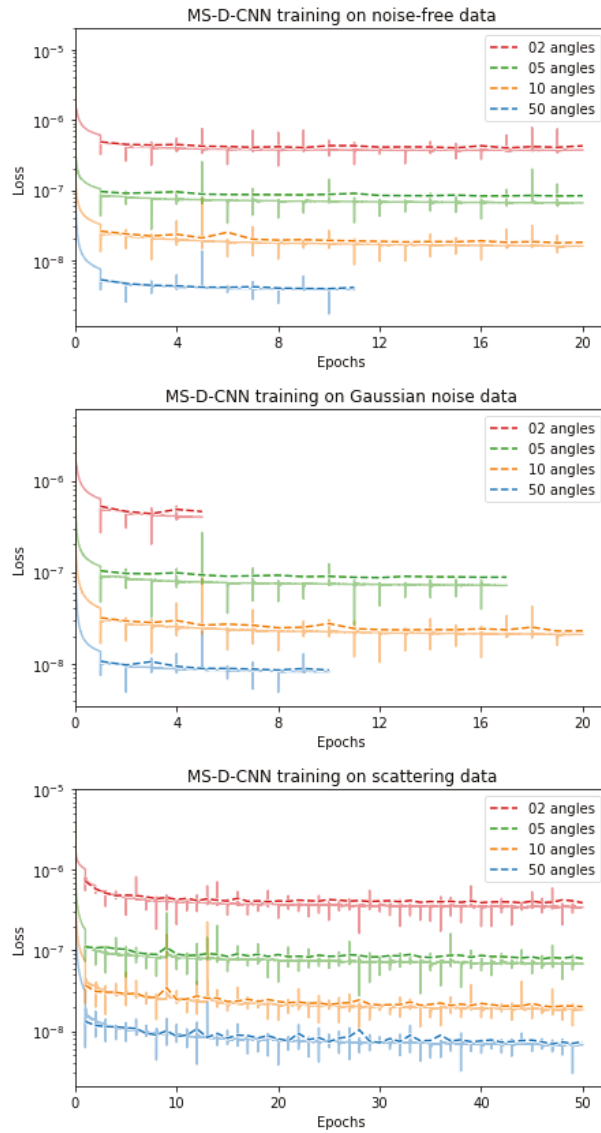 MS-D-CNN training on noise-free data
10⁻⁵
10⁻⁶
10⁻⁷
10⁻⁸
Loss
02 angles
05 angles
10 angles
50 angles
0 4 8 12 16 20
Epochs
MS-D-CNN training on Gaussian noise data
10⁻⁶
10⁻⁷
10⁻⁸
Loss
02 angles
05 angles
10 angles
50 angles
0 4 8 12 16 20
Epochs
MS-D-CNN training on scattering data
10⁻⁵
10⁻⁶
10⁻⁷
10⁻⁸
Loss
02 angles
05 angles
10 angles
50 angles
0 10 20 30 40 50
Epochs